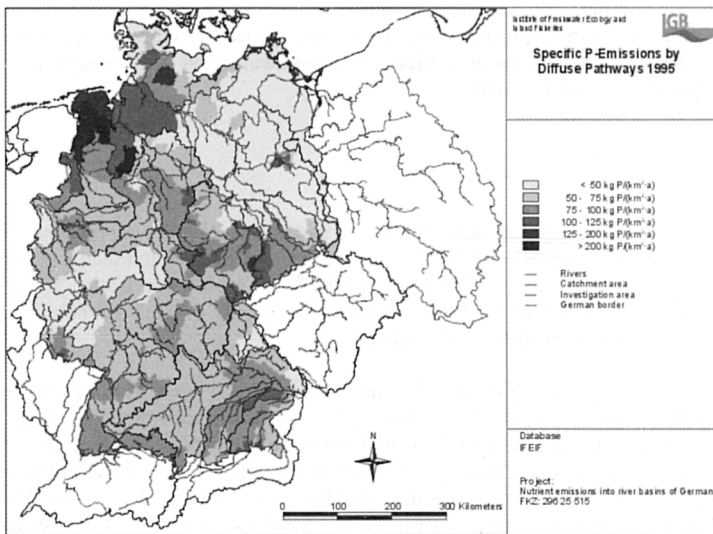 Institute of Freshwater Ecology and
Inland Fisheries
IGB
Specific P-Emissions by
Diffuse Pathways 1995
< 50 kg P/(km²·a)
50 - 75 kg P/(km²·a)
75 - 100 kg P/(km²·a)
100 - 125 kg P/(km²·a)
125 - 200 kg P/(km²·a)
> 200 kg P/(km²·a)
Rivers
Catchment area
Investigation area
German border
N
0 100 200 300 Kilometers
Database
IFEIF
Project:
Nutrient emissions into river basins of German
FKZ: 296 25 515